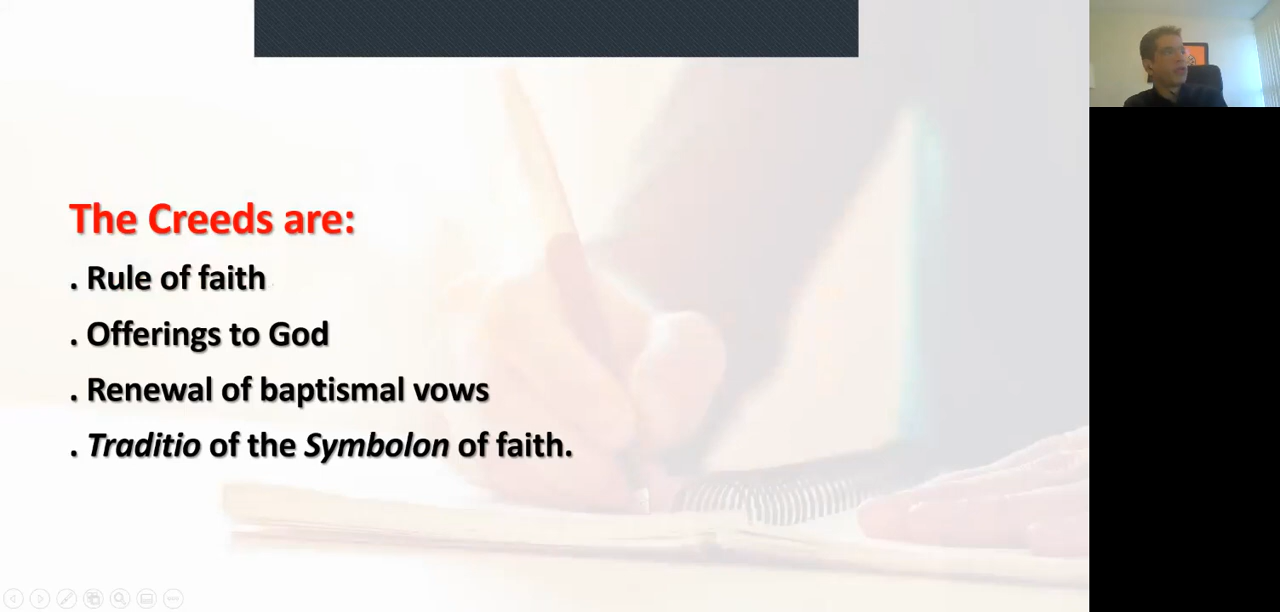 The Creeds are:
. Rule of faith
. Offerings to God
. Renewal of baptismal vows
. Traditio of the Symbolon of faith.